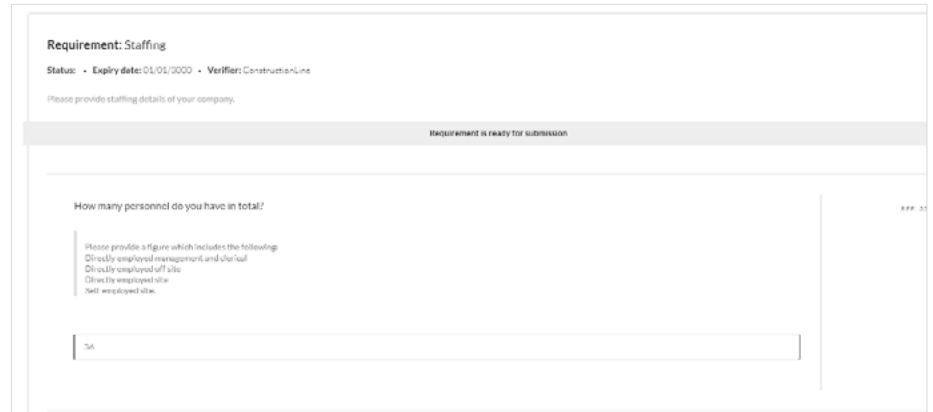 Requirement: Staffing
Status: • Expiry date: 01/01/3000 • Verifier: ConstructionLine
Please provide staffing details of your company.
Requirement is ready for submission
How many personnel do you have in total?
Please provide a figure which includes the following:
Directly employed management and clerical
Directly employed off site
Directly employed site
Self-employed site.